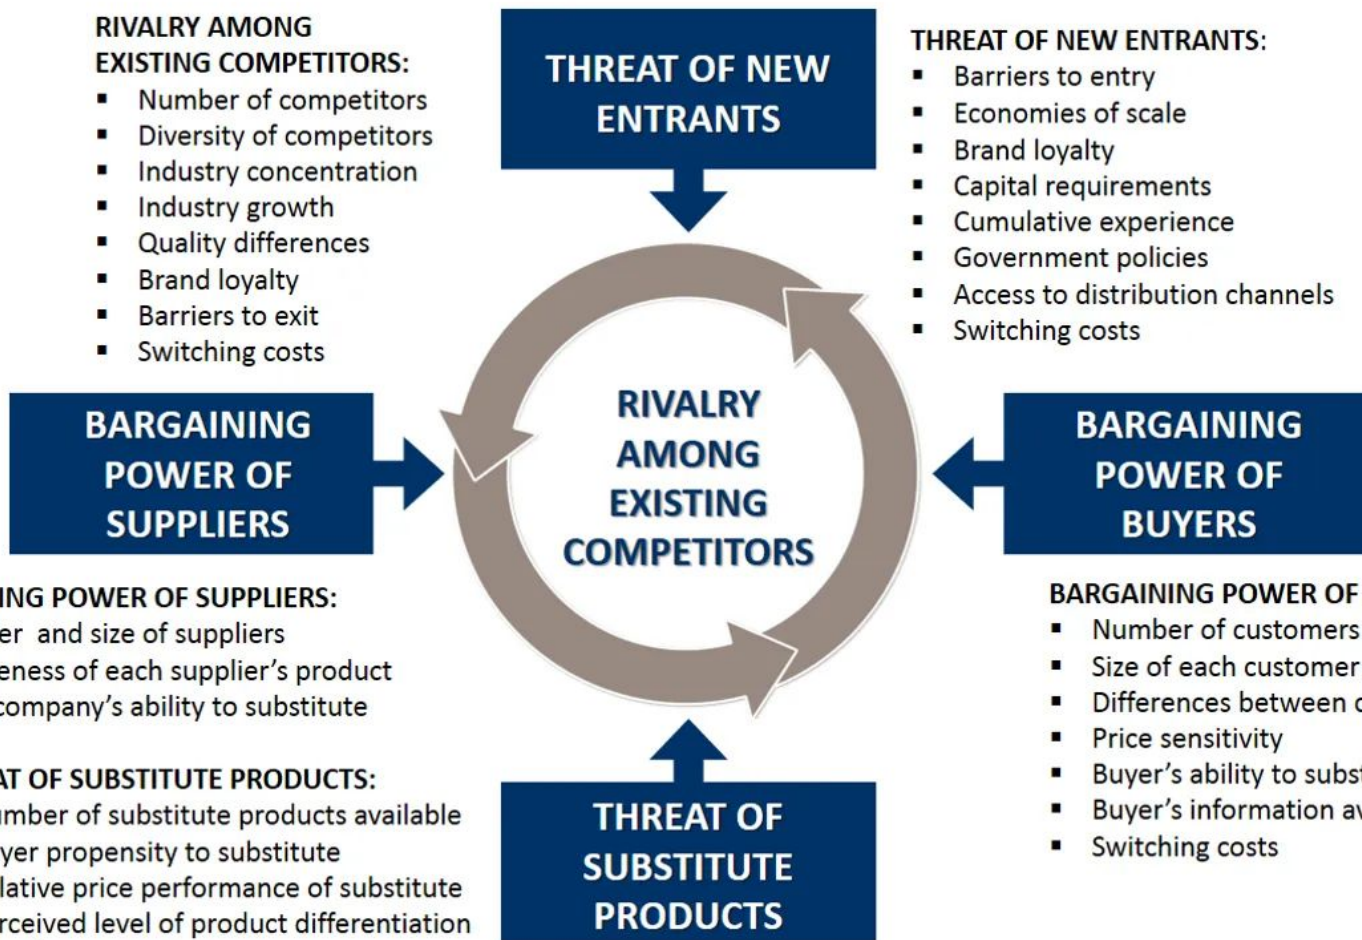 RIVALRY AMONG
EXISTING COMPETITORS:
▪ Number of competitors
▪ Diversity of competitors
▪ Industry concentration
▪ Industry growth
▪ Quality differences
▪ Brand loyalty
▪ Barriers to exit
▪ Switching costs
THREAT OF NEW
ENTRANTS
THREAT OF NEW ENTRANTS:
▪ Barriers to entry
▪ Economies of scale
▪ Brand loyalty
▪ Capital requirements
▪ Cumulative experience
▪ Government policies
▪ Access to distribution channels
▪ Switching costs
BARGAINING
POWER OF
SUPPLIERS
RIVALRY
AMONG
EXISTING
COMPETITORS
BARGAINING
POWER OF
BUYERS
POWER OF SUPPLIERS:
and size of suppliers
of each supplier's product
company's ability to substitute
OF SUBSTITUTE PRODUCTS:
of substitute products available
propensity to substitute
price performance of substitute
level of product differentiation
THREAT OF
SUBSTITUTE
PRODUCTS
BARGAINING POWER OF
▪ Number of customers
▪ Size of each customer
▪ Differences between
▪ Price sensitivity
▪ Buyer's ability to
▪ Buyer's information
▪ Switching costs